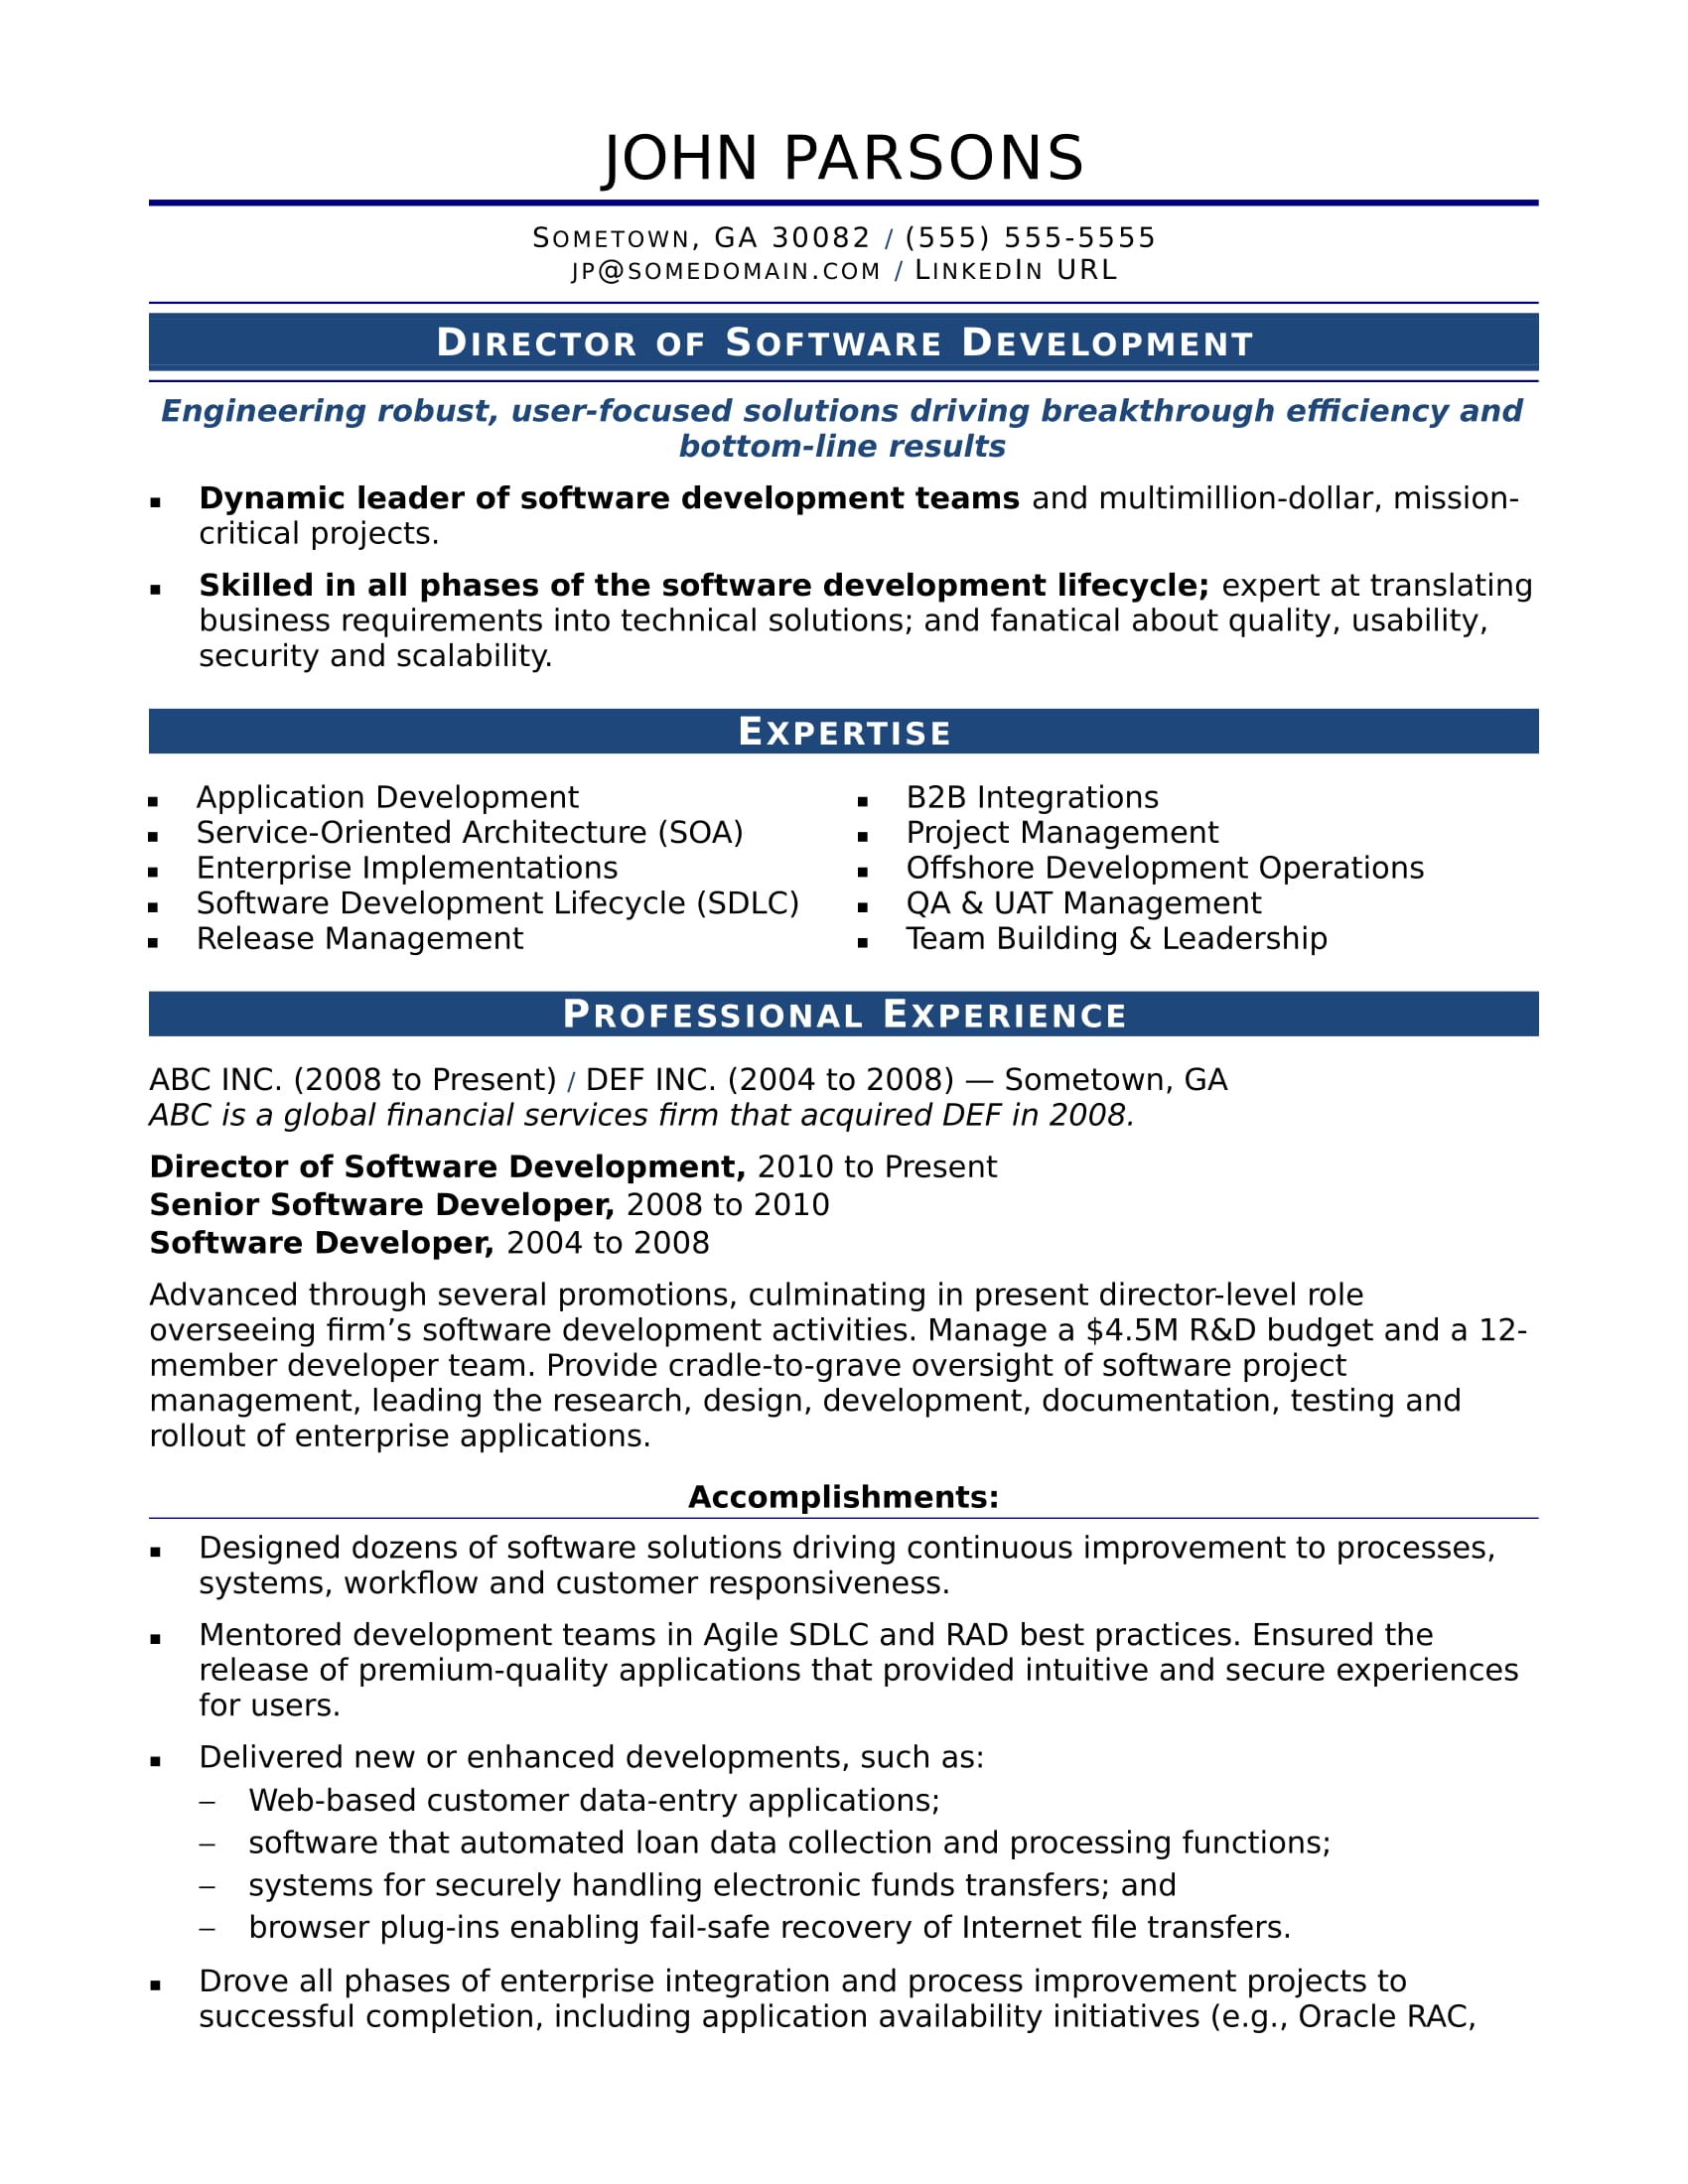 JOHN PARSONS
SOMETOWN, GA 30082 / (555) 555-5555
JP@SOMEDOMAIN.COM / LINKEDIN URL
DIRECTOR OF SOFTWARE DEVELOPMENT
Engineering robust, user-focused solutions driving breakthrough efficiency and
bottom-line results
▪ Dynamic leader of software development teams and multimillion-dollar, mission-
critical projects.
▪ Skilled in all phases of the software development lifecycle; expert at translating
business requirements into technical solutions; and fanatical about quality, usability,
security and scalability.
EXPERTISE
▪ Application Development
▪ Service-Oriented Architecture (SOA)
▪ Enterprise Implementations
▪ Software Development Lifecycle (SDLC)
▪ Release Management
▪ B2B Integrations
▪ Project Management
▪ Offshore Development Operations
▪ QA & UAT Management
▪ Team Building & Leadership
PROFESSIONAL EXPERIENCE
ABC INC. (2008 to Present) / DEF INC. (2004 to 2008) — Sometown, GA
ABC is a global financial services firm that acquired DEF in 2008.
Director of Software Development, 2010 to Present
Senior Software Developer, 2008 to 2010
Software Developer, 2004 to 2008
Advanced through several promotions, culminating in present director-level role
overseeing firm’s software development activities. Manage a $4.5M R&D budget and a 12-
member developer team. Provide cradle-to-grave oversight of software project
management, leading the research, design, development, documentation, testing and
rollout of enterprise applications.
Accomplishments:
▪ Designed dozens of software solutions driving continuous improvement to processes,
systems, workflow and customer responsiveness.
▪ Mentored development teams in Agile SDLC and RAD best practices. Ensured the
release of premium-quality applications that provided intuitive and secure experiences
for users.
▪ Delivered new or enhanced developments, such as:
– Web-based customer data-entry applications;
– software that automated loan data collection and processing functions;
– systems for securely handling electronic funds transfers; and
– browser plug-ins enabling fail-safe recovery of Internet file transfers.
▪ Drove all phases of enterprise integration and process improvement projects to
successful completion, including application availability initiatives (e.g., Oracle RAC,